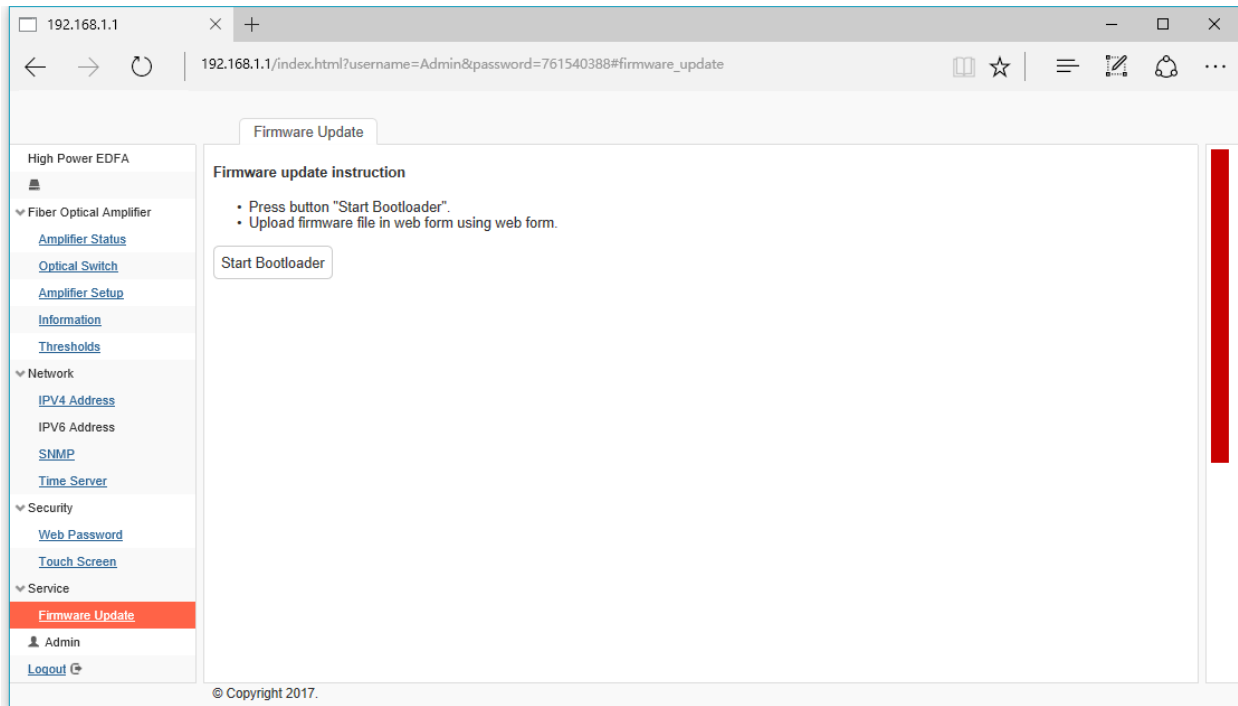 192.168.1.1
192.168.1.1/index.html?username=Admin&password=761540388#firmware_update
Firmware Update
High Power EDFA
Fiber Optical Amplifier
Amplifier Status
Optical Switch
Amplifier Setup
Information
Thresholds
Network
IPV4 Address
IPV6 Address
SNMP
Time Server
Security
Web Password
Touch Screen
Service
Firmware Update
Admin
Logout
Firmware update instruction
• Press button "Start Bootloader".
• Upload firmware file in web form using web form.
Start Bootloader
© Copyright 2017.